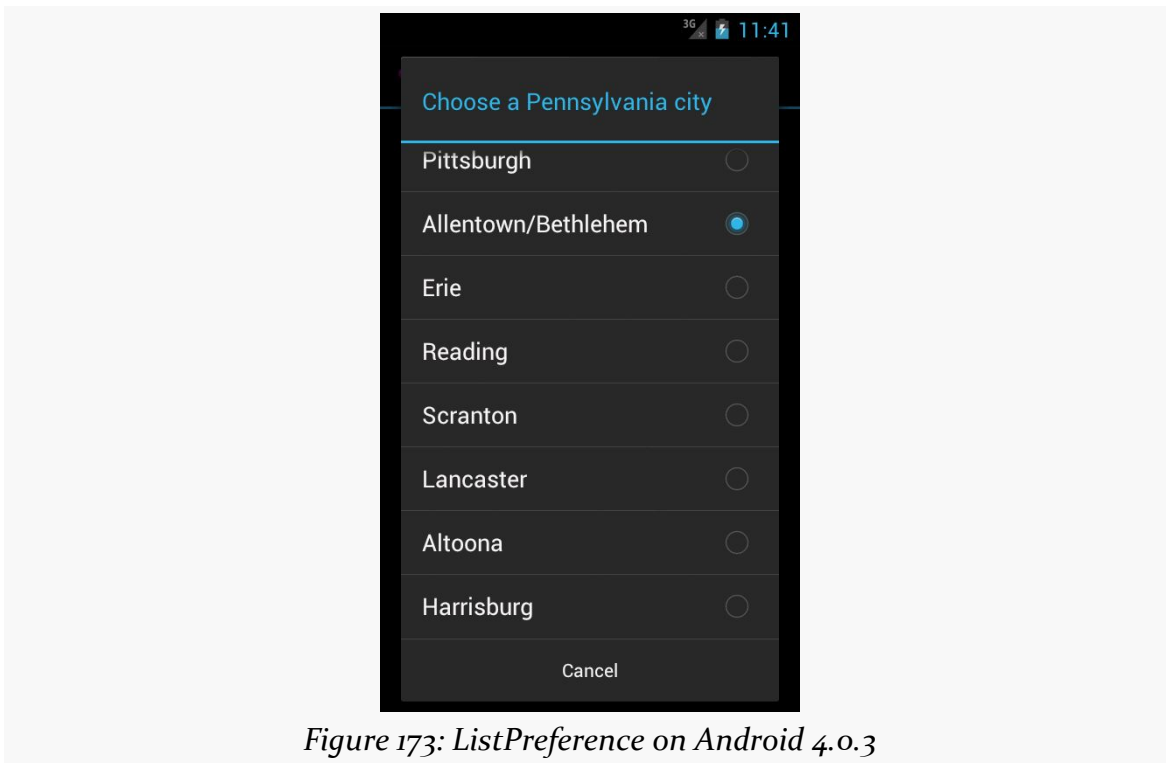 3G 11:41
Choose a Pennsylvania city
Pittsburgh
Allentown/Bethlehem
Erie
Reading
Scranton
Lancaster
Altoona
Harrisburg
Cancel
Figure 173: ListPreference on Android 4.0.3